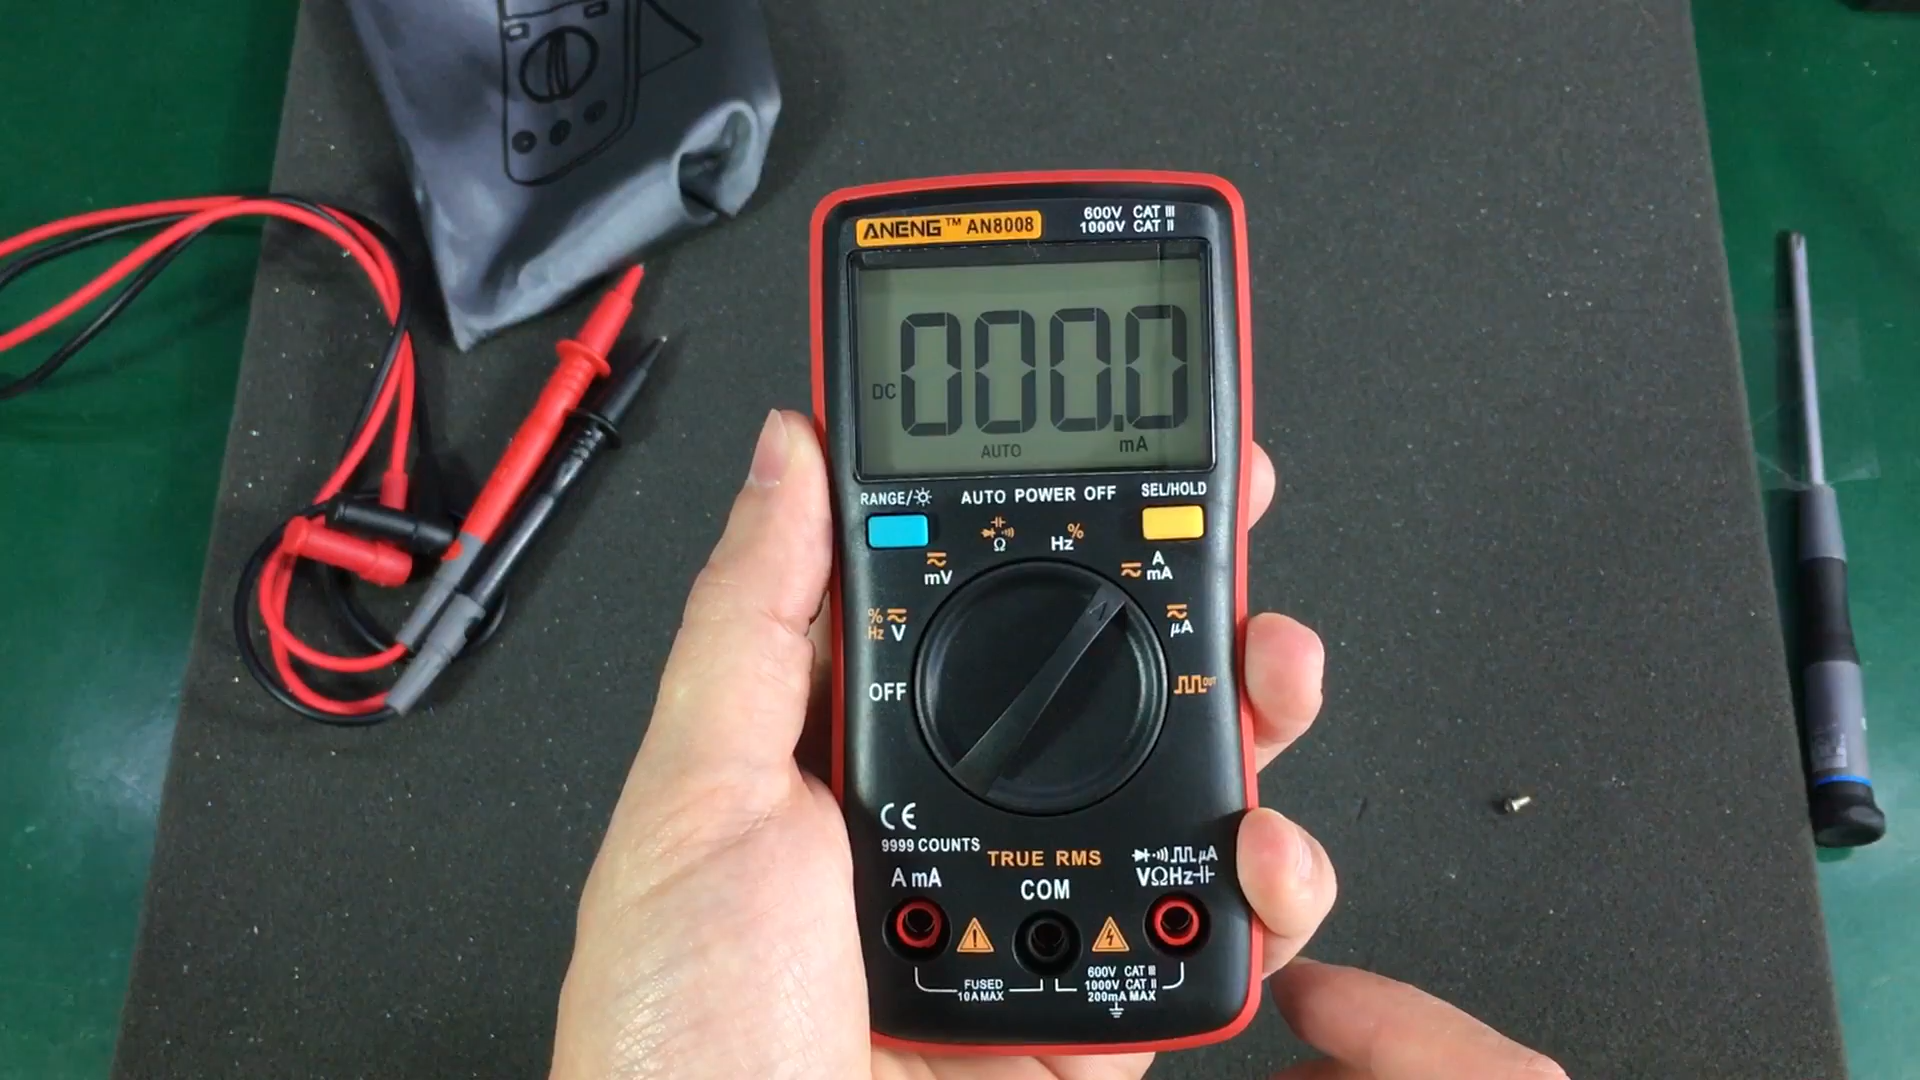 ANENG™ AN8008
600V CAT III
1000V CAT II
DC
000.0
AUTO
mA
RANGE/
AUTO POWER OFF
SEL/HOLD
Ω
Hz %
mV
A
mA
% Hz V
µA
OFF
OUT
CE
9999 COUNTS
TRUE RMS
A mA
COM
µA
VΩHz
FUSED
10A MAX
600V CAT III
1000V CAT II
200mA MAX